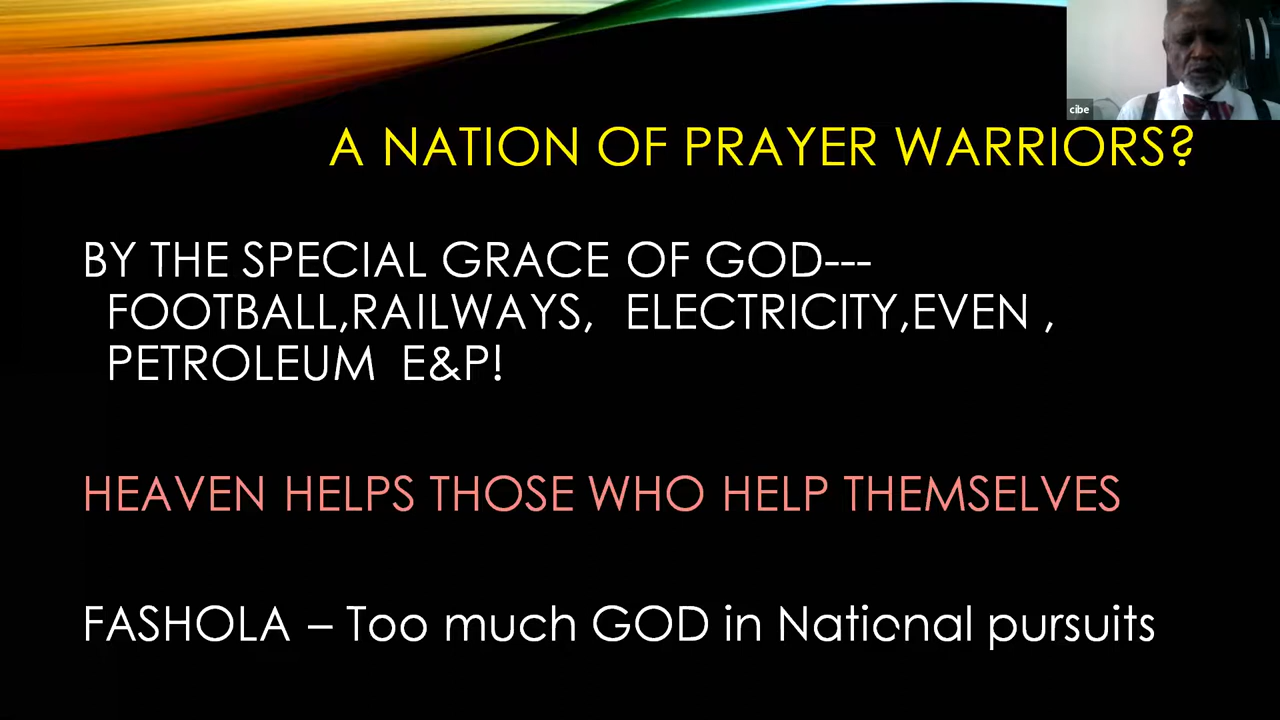 cibe
A NATION OF PRAYER WARRIORS?
BY THE SPECIAL GRACE OF GOD---
FOOTBALL,RAILWAYS, ELECTRICITY,EVEN ,
PETROLEUM E&P!
HEAVEN HELPS THOSE WHO HELP THEMSELVES
FASHOLA – Too much GOD in National pursuits